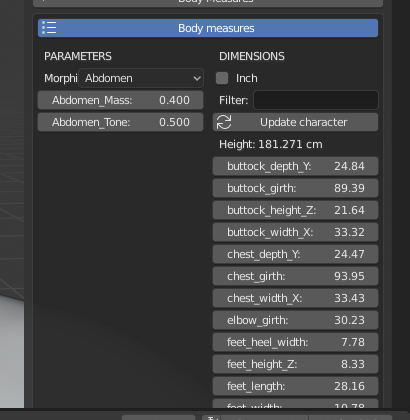 Body Measures
Body measures
PARAMETERS
Morphi Abdomen
Abdomen_Mass: 0.400
Abdomen_Tone: 0.500
DIMENSIONS
Inch
Filter:
Update character
Height: 181.271 cm
buttock_depth_Y: 24.84
buttock_girth: 89.39
buttock_height_Z: 21.64
buttock_width_X: 33.32
chest_depth_Y: 24.47
chest_girth: 93.95
chest_width_X: 33.43
elbow_girth: 30.23
feet_heel_width: 7.78
feet_height_Z: 8.33
feet_length: 28.16
feet_width: 10.78